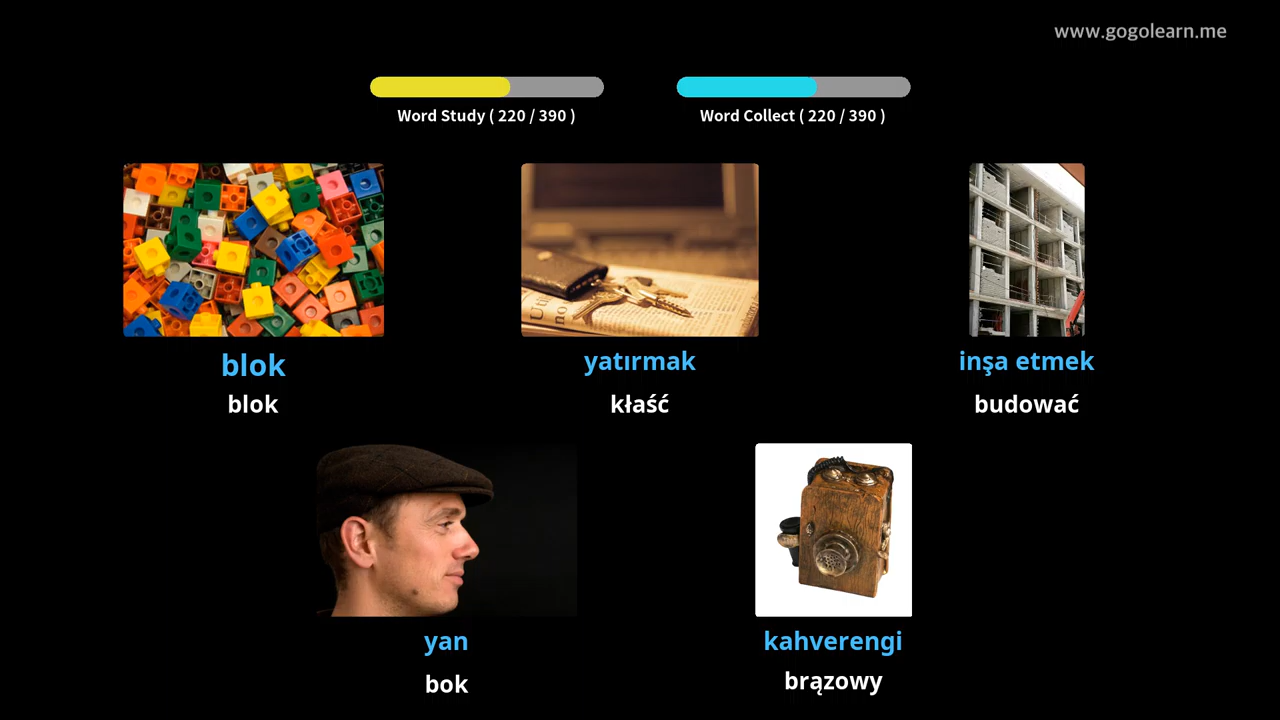 www.gogolearn.me
Word Study ( 220 / 390 )
Word Collect ( 220 / 390 )
blok
blok
yatırmak
kłaść
inşa etmek
budować
yan
bok
kahverengi
brązowy